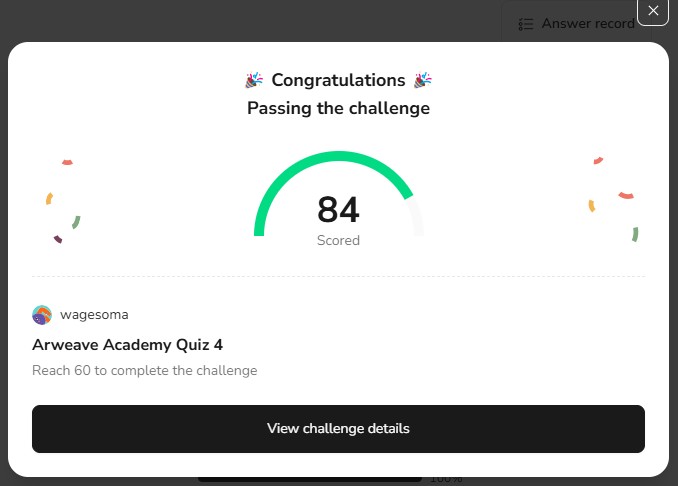 Answer record
Congratulations
Passing the challenge
84
Scored
wagesoma
Arweave Academy Quiz 4
Reach 60 to complete the challenge
View challenge details
100%